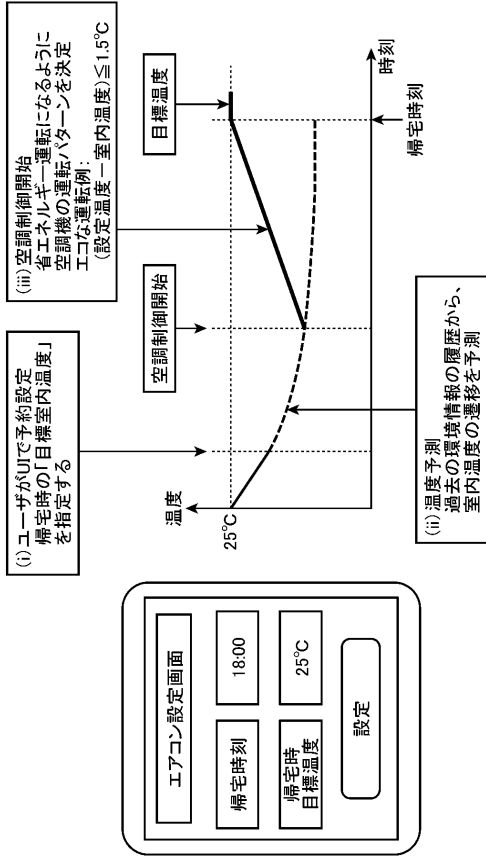 エアコン設定画面
帰宅時刻
18:00
帰宅時
目標温度
25℃
設定
(i)ユーザがUIで予約設定
帰宅時の「目標室内温度」
を指定する
(iii)空調制御開始
省エネルギー運転になるように
空調機の運転パターンを決定
エコな運転例：
(設定温度－室内温度)≦1.5℃
温度
25℃
空調制御開始
目標温度
時刻
帰宅時刻
(ii)温度予測
過去の環境情報の履歴から、
室内温度の遷移を予測